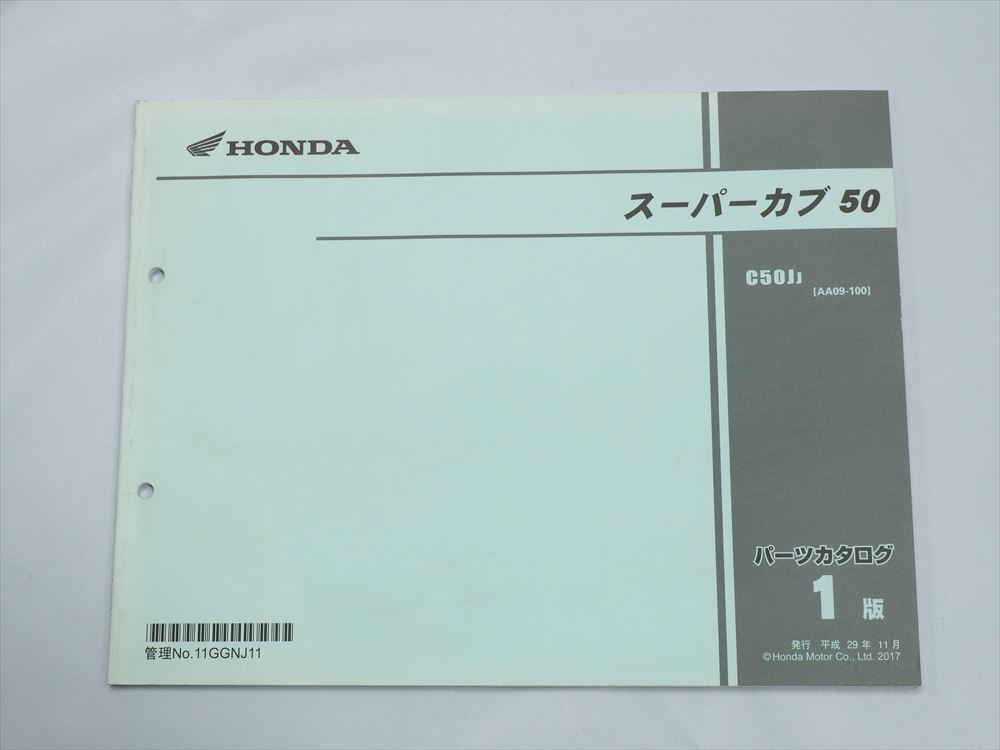 HONDA
スーパーカブ 50
C50JJ
[AA09-100]
パーツカタログ
1 版
発行 平成 29 年 11 月
©Honda Motor Co., Ltd. 2017
管理No.11GGNJ11